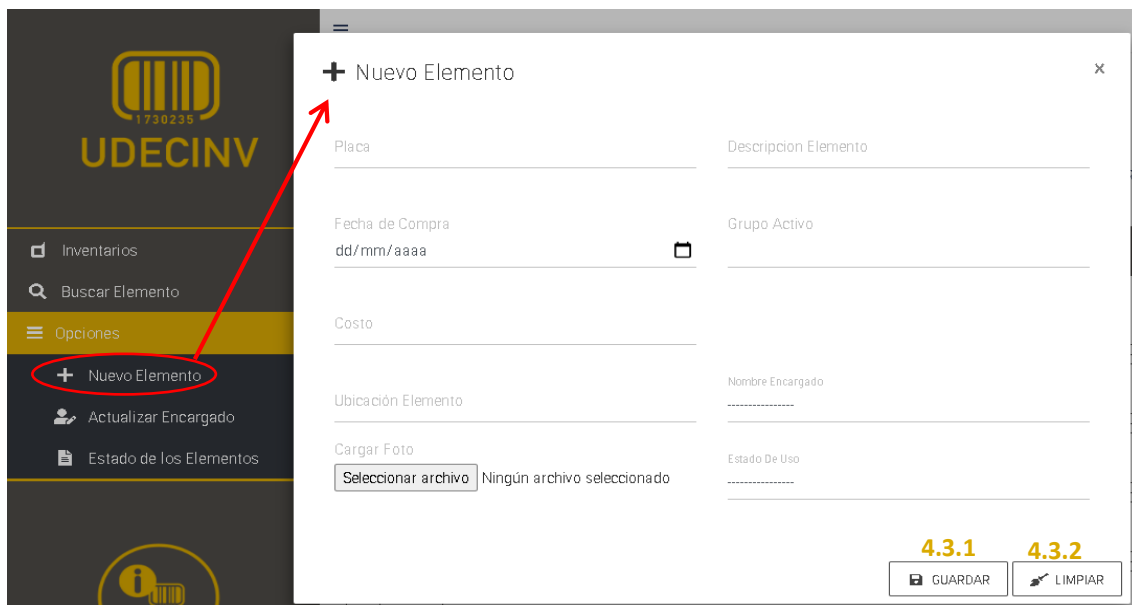 1730235
UDECINV
Inventarios
Buscar Elemento
Opciones
Nuevo Elemento
Actualizar Encargado
Estado de los Elementos
Nuevo Elemento
×
Placa
Descripcion Elemento
Fecha de Compra
dd/mm/aaaa
Grupo Activo
Costo
Ubicación Elemento
Nombre Encargado
---------------
Cargar Foto
Seleccionar archivo Ningún archivo seleccionado
Estado De Uso
---------------
4.3.1 4.3.2
GUARDAR LIMPIAR